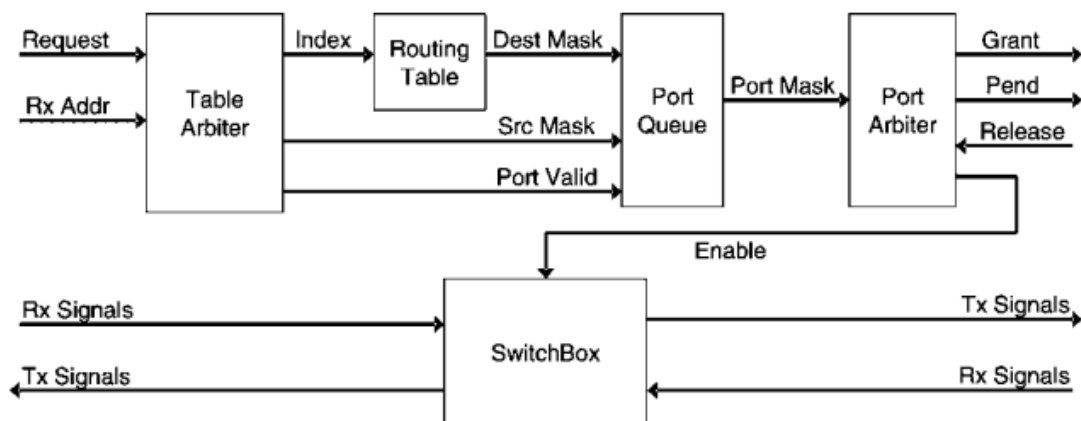 Request
Index
Routing
Table
Dest Mask
Grant
Rx Addr
Table
Arbiter
Src Mask
Port
Queue
Port Mask
Port
Arbiter
Pend
Release
Port Valid
Enable
Rx Signals
Tx Signals
SwitchBox
Tx Signals
Rx Signals